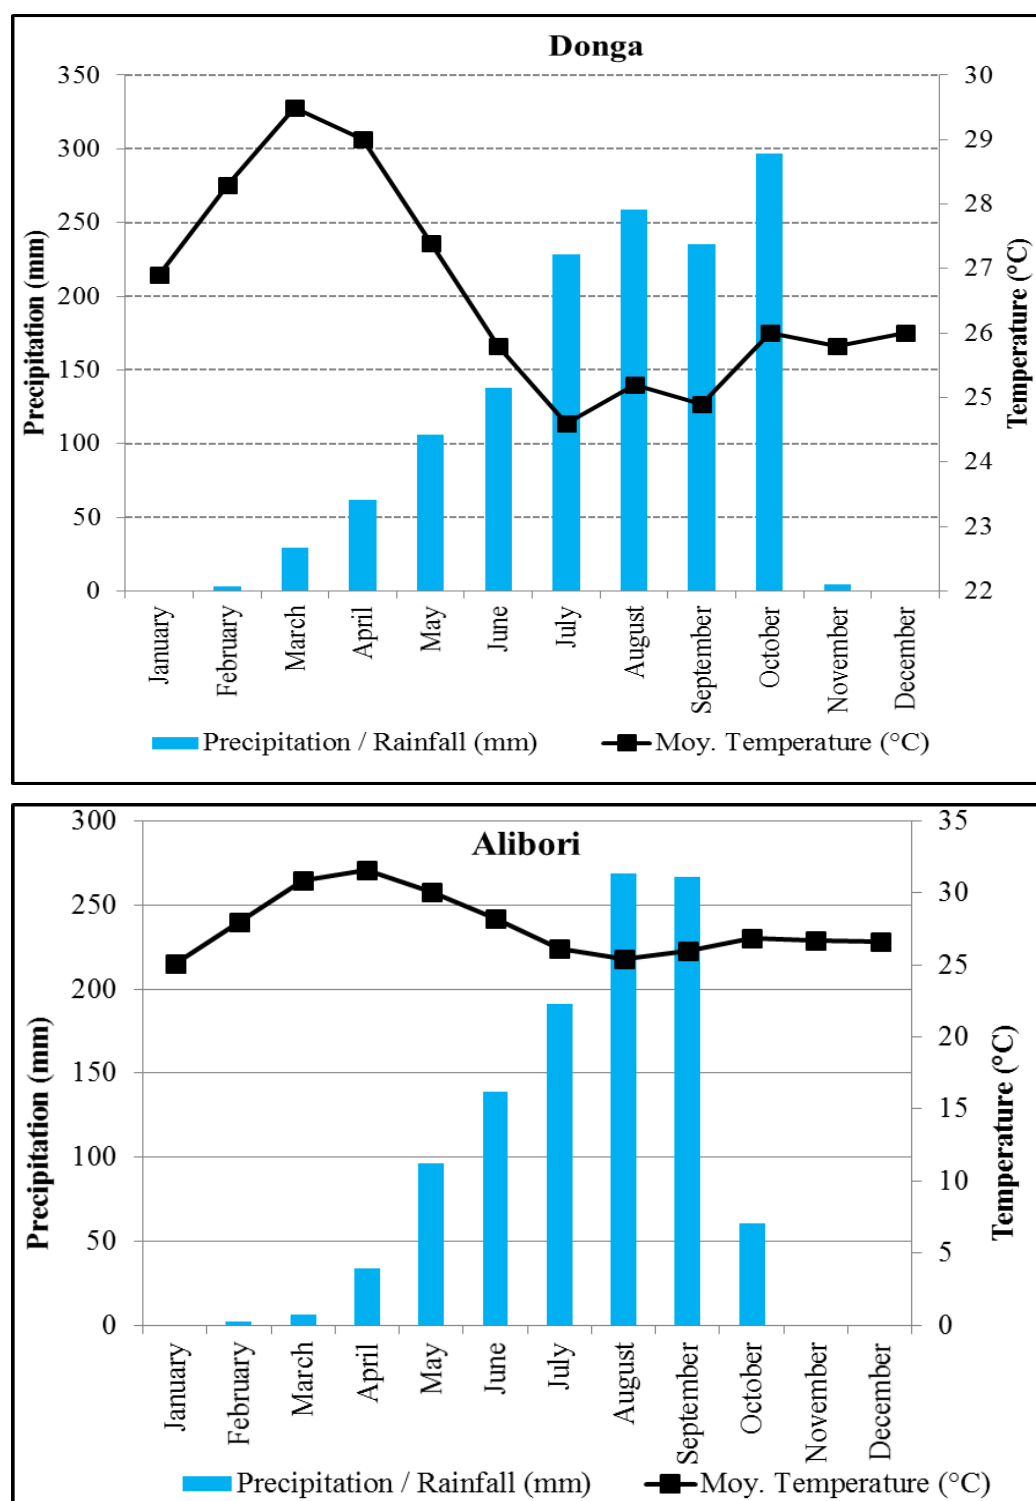 Donga
Precipitation (mm)
350
300
250
200
150
100
50
0
30
29
28
27
26
25
24
23
22
Temperature (°C)
January
February
March
April
May
June
July
August
September
October
November
December
Precipitation / Rainfall (mm)
Moy. Temperature (°C)
Alibori
Precipitation (mm)
300
250
200
150
100
50
0
35
30
25
20
15
10
5
0
Temperature (°C)
January
February
March
April
May
June
July
August
September
October
November
December
Precipitation / Rainfall (mm)
Moy. Temperature (°C)